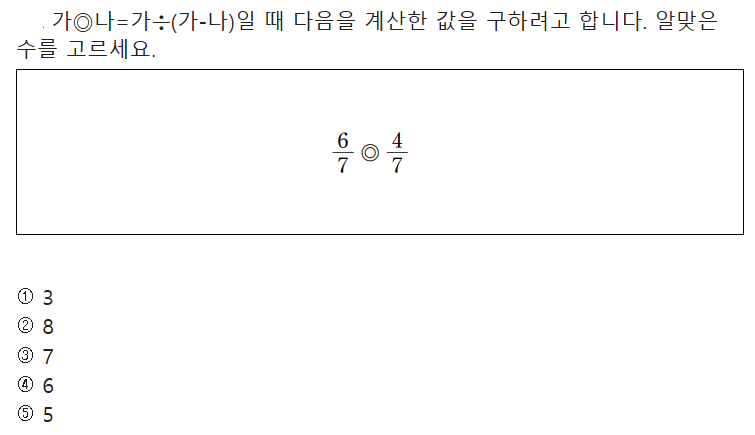 가◎나=가÷(가-나)일 때 다음을 계산한 값을 구하려고 합니다. 알맞은
수를 고르세요.
6/7 ◎ 4/7
① 3
② 8
③ 7
④ 6
⑤ 5